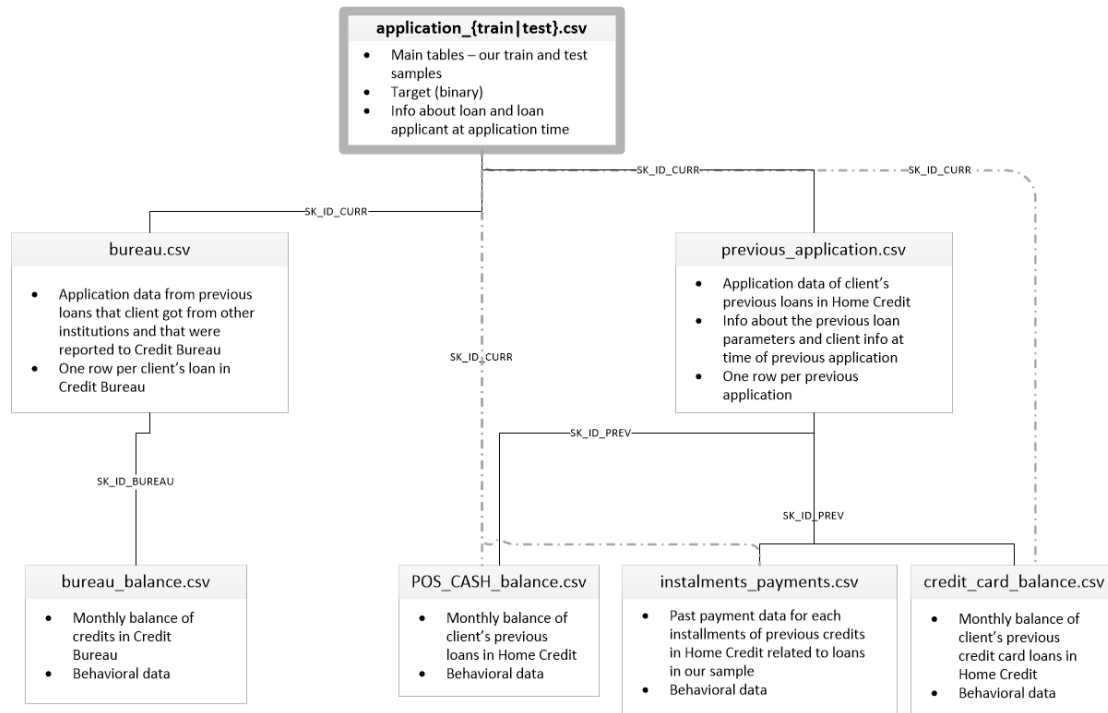 application_{train|test}.csv
• Main tables – our train and test
samples
• Target (binary)
• Info about loan and loan
applicant at application time
SK_ID_CURR
SK_ID_CURR
SK_ID_CURR
bureau.csv
• Application data from previous
loans that client got from other
institutions and that were
reported to Credit Bureau
• One row per client's loan in
Credit Bureau
previous_application.csv
• Application data of client's
previous loans in Home Credit
• Info about the previous loan
parameters and client info at
time of previous application
• One row per previous
application
SK_ID_CURR
SK_ID_PREV
SK_ID_BUREAU
SK_ID_PREV
bureau_balance.csv
• Monthly balance of
credits in Credit
Bureau
• Behavioral data
POS_CASH_balance.csv
• Monthly balance of
client's previous
loans in Home Credit
• Behavioral data
instalments_payments.csv
• Past payment data for each
installments of previous credits
in Home Credit related to loans
in our sample
• Behavioral data
credit_card_balance.csv
• Monthly balance of
client's previous
credit card loans in
Home Credit
• Behavioral data